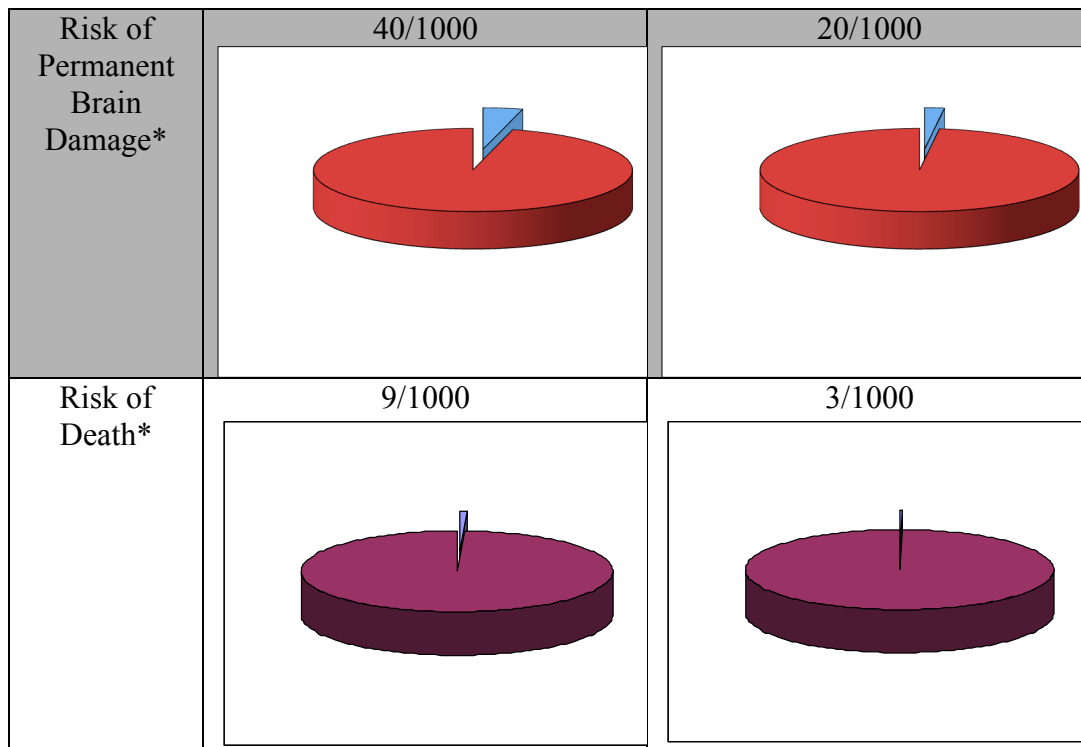 Risk of
Permanent
Brain
Damage*
40/1000
20/1000
Risk of
Death*
9/1000
3/1000